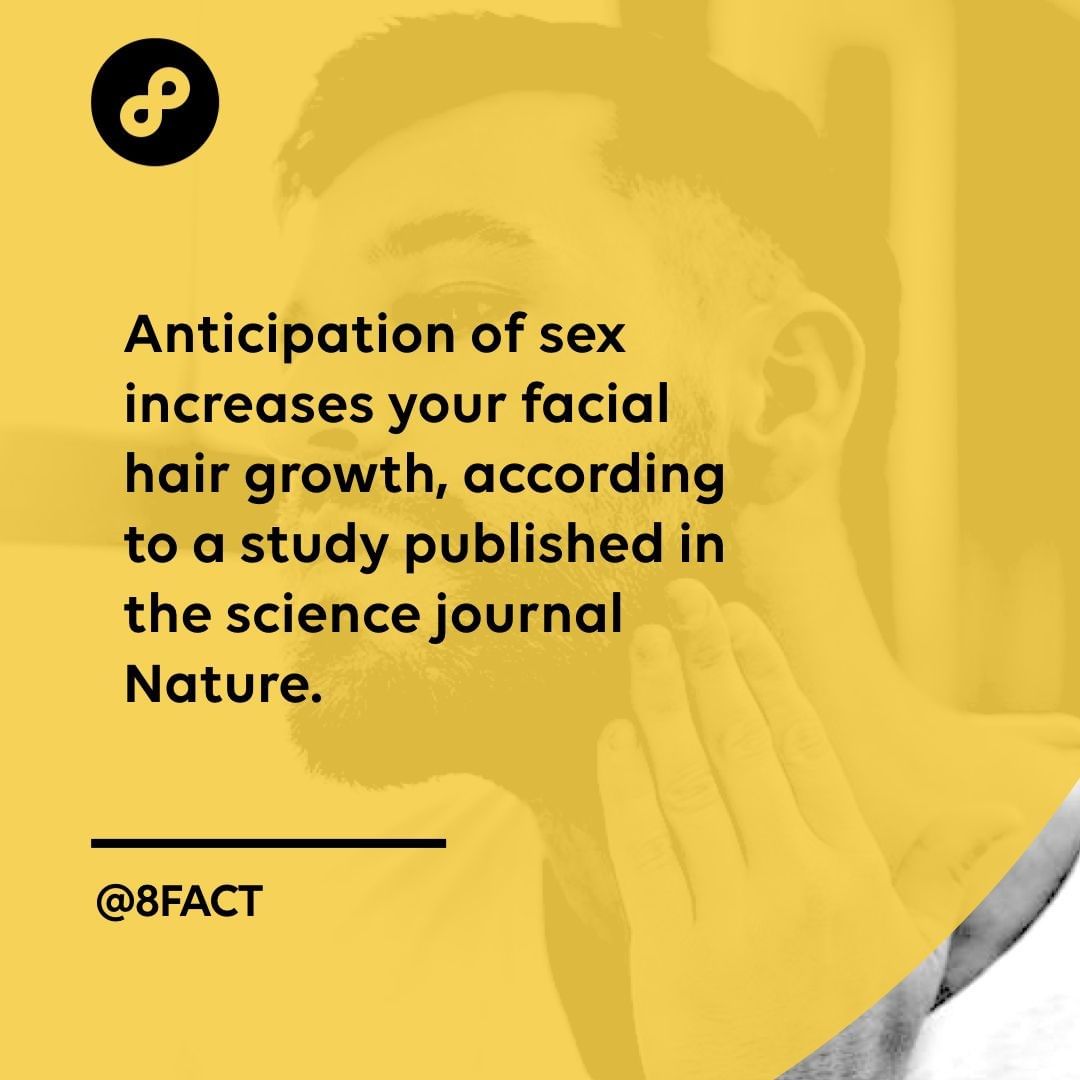 Anticipation of sex
increases your facial
hair growth, according
to a study published in
the science journal
Nature.
@8FACT